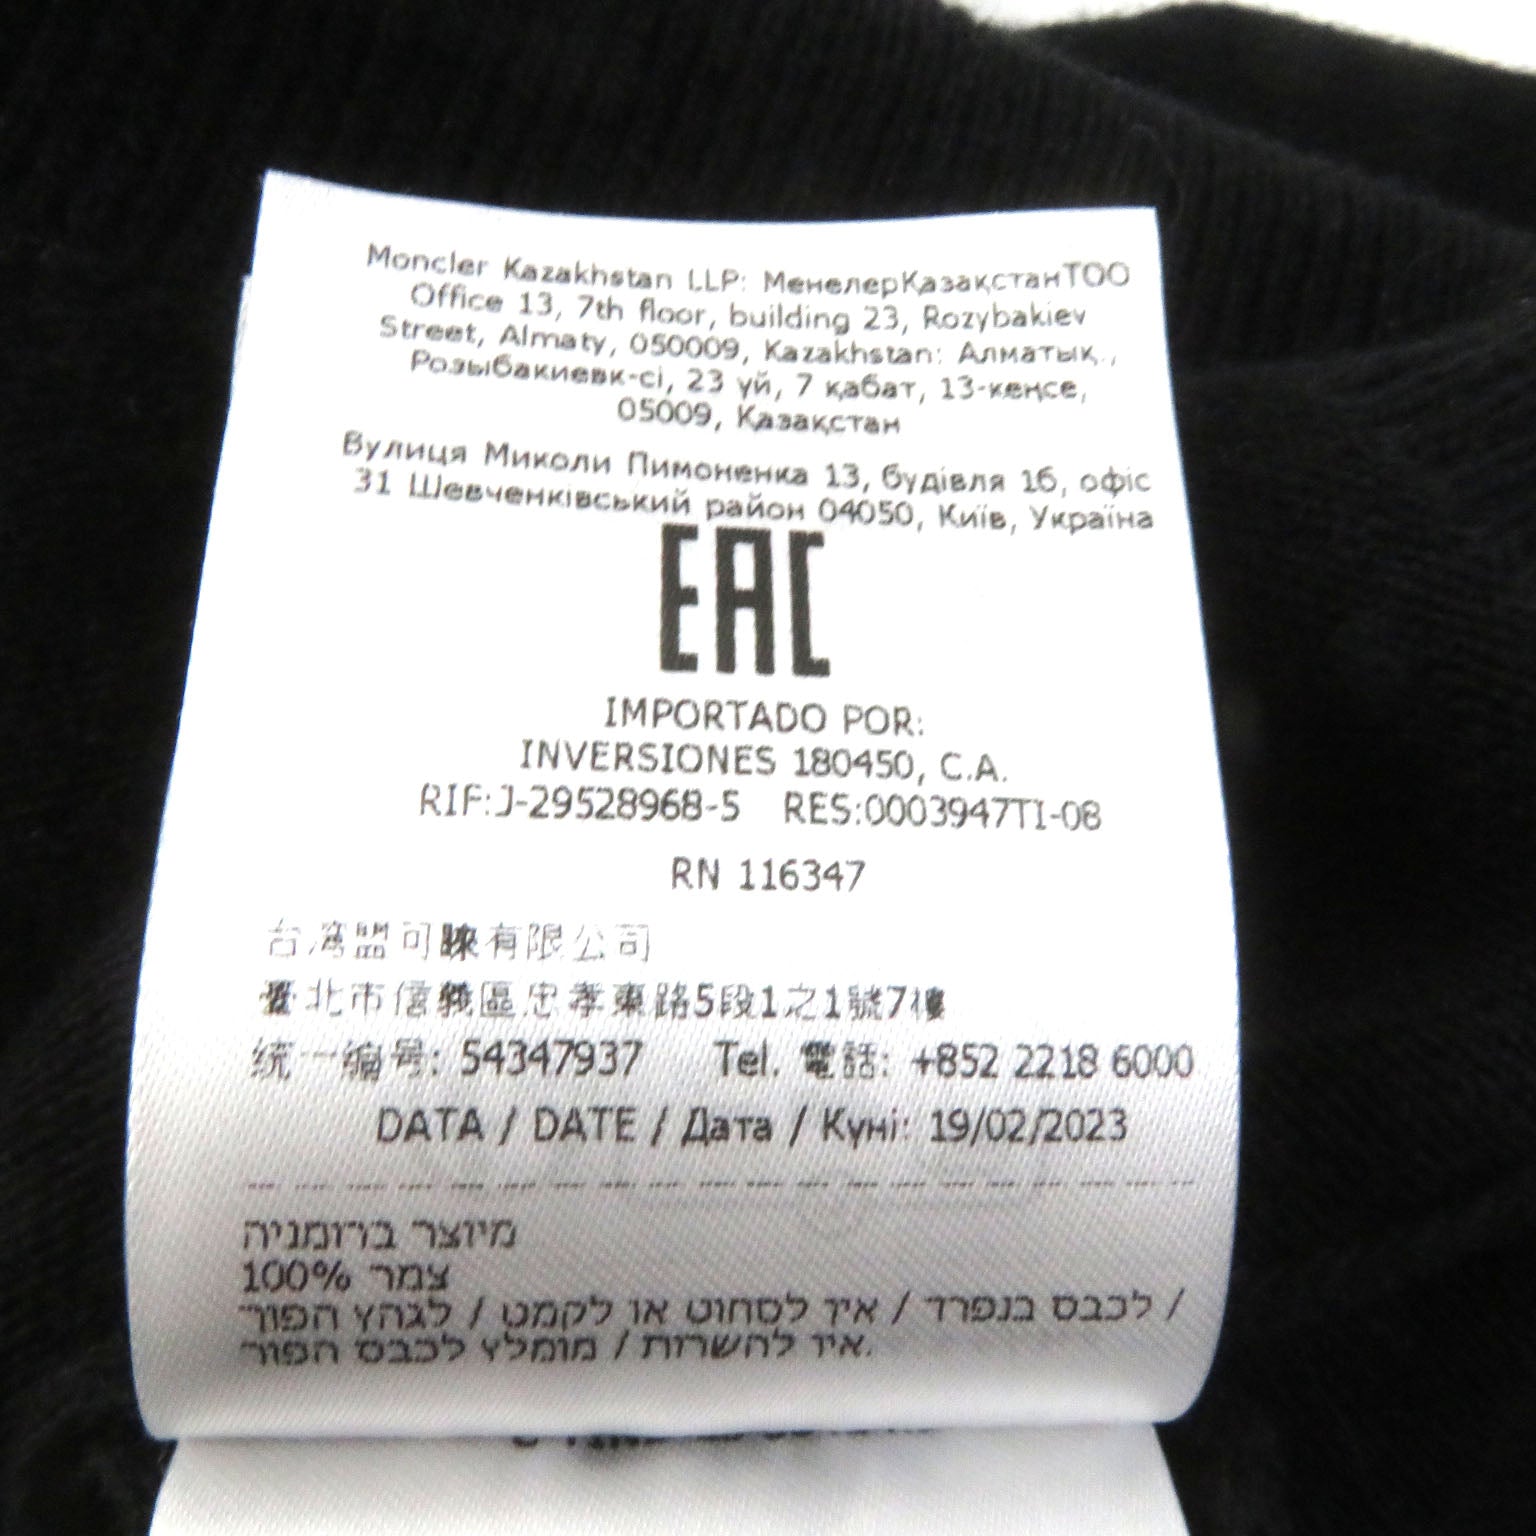 Moncler Kazakhstan LLP: МенелерҚазақстанТОО
Office 13, 7th floor, building 23, Rozybakiev
Street, Almaty, 050009, Kazakhstan: Алматық.,
Розыбакиевк-сі, 23 үй, 7 қабат, 13-кеңсе,
05009, Қазақстан
Вулиця Миколи Пимоненка 13, будівля 1б, офіс
31 Шевченківський район 04050, Київ, Україна
EAC
IMPORTADO POR:
INVERSIONES 180450, C.A.
RIF:J-29528968-5 RES:0003947TI-08
RN 116347
台灣盟可睞有限公司
臺北市信義區忠孝東路5段1之1號7樓
统一编号: 54347937 Tel. 電話: +852 2218 6000
DATA / DATE / Дата / Күні: 19/02/2023
מיוצר ברומניה
100% צמר
לכבס בנפרד / אין לסחוט או לקמט / לגהץ הפוך /
אין להשרות / מומלץ לכבס הפוך.